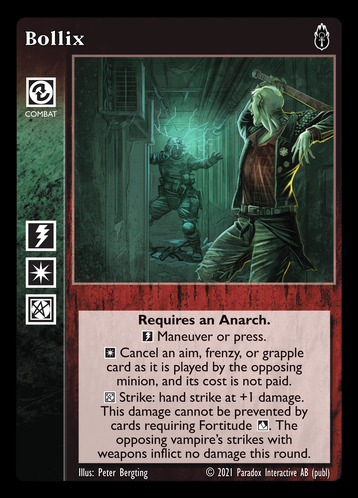 Bollix
COMBAT
Requires an Anarch.
Maneuver or press.
Cancel an aim, frenzy, or grapple
card as it is played by the opposing
minion, and its cost is not paid.
Strike: hand strike at +1 damage.
This damage cannot be prevented by
cards requiring Fortitude . The
opposing vampire's strikes with
weapons inflict no damage this round.
Illus: Peter Bergting © 2021 Paradox Interactive AB (publ)